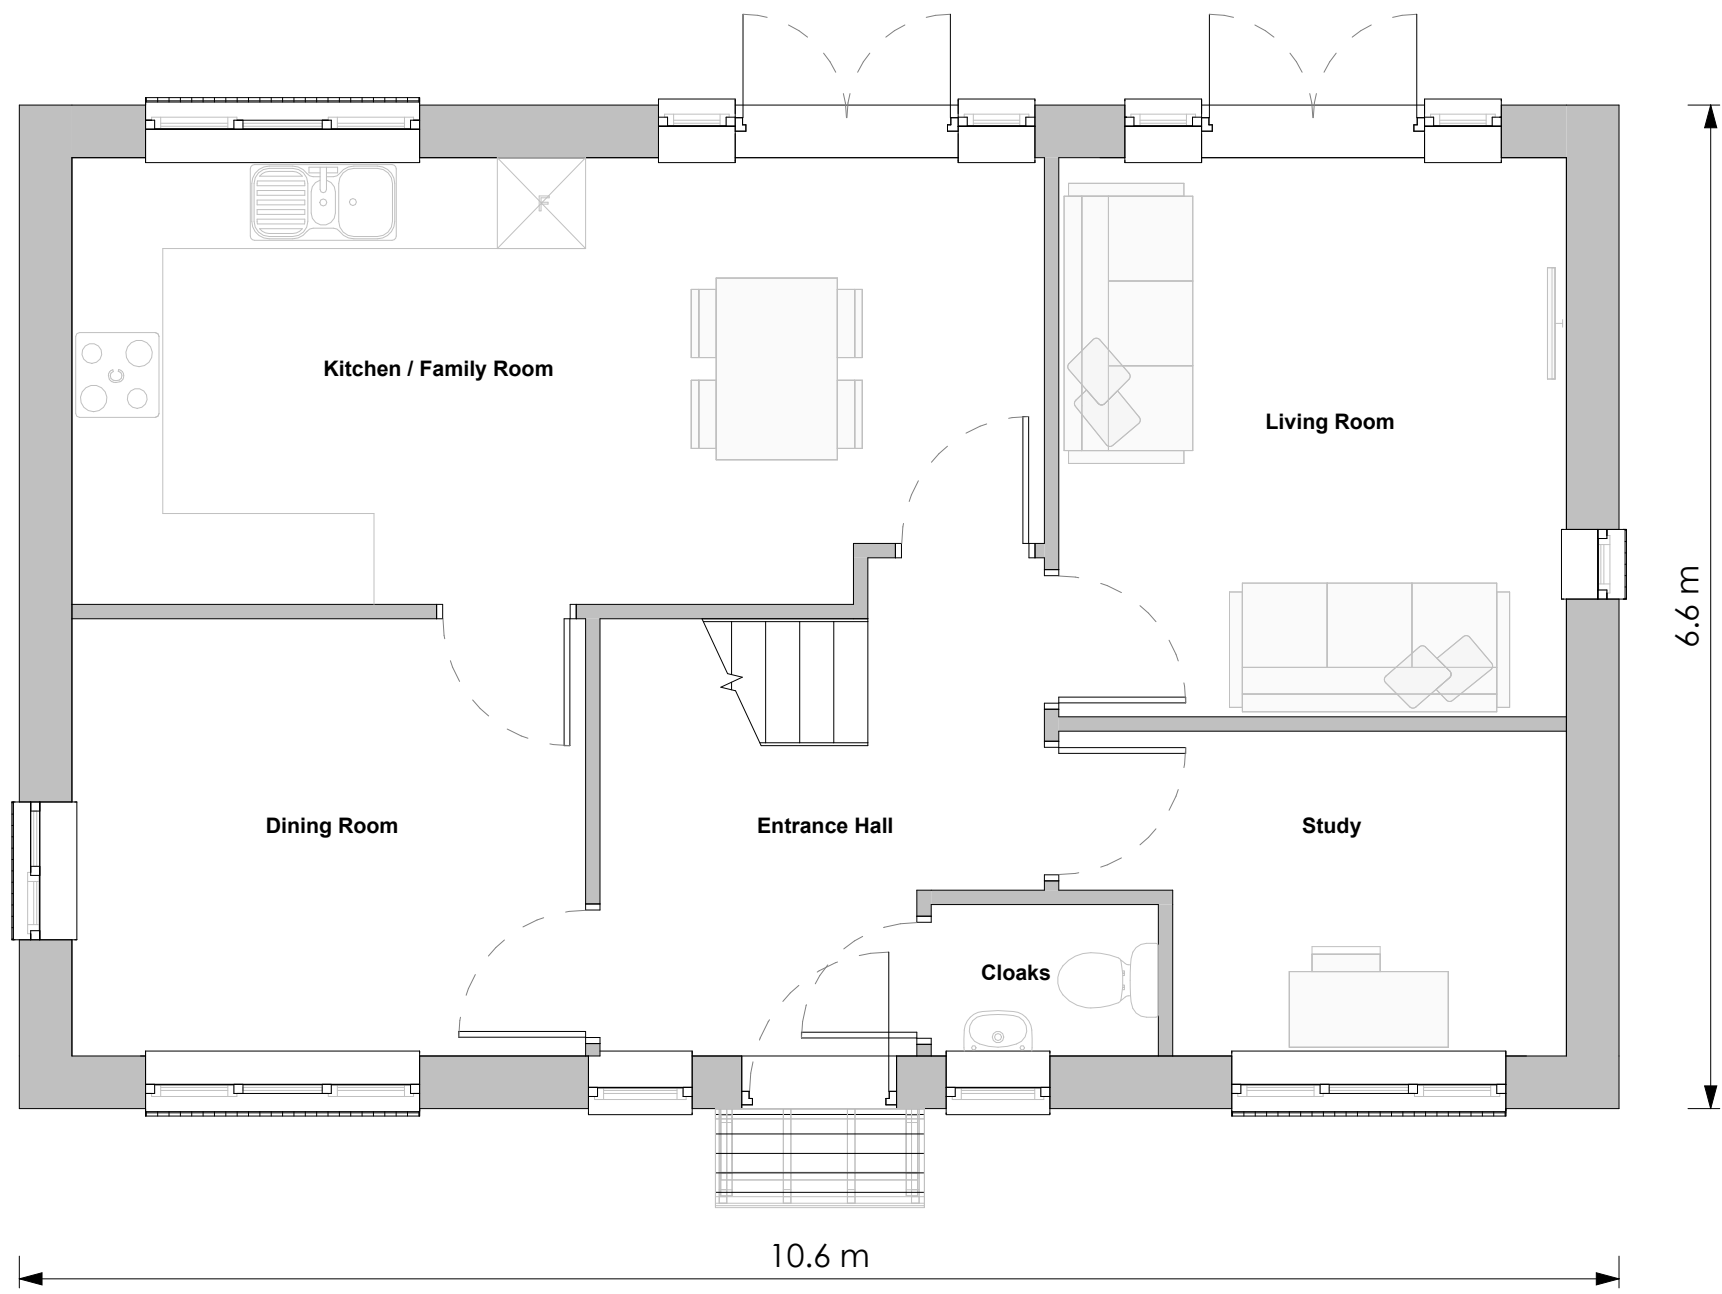 F
Kitchen / Family Room
Living Room
6.6 m
Dining Room
Entrance Hall
Study
Cloaks
10.6 m